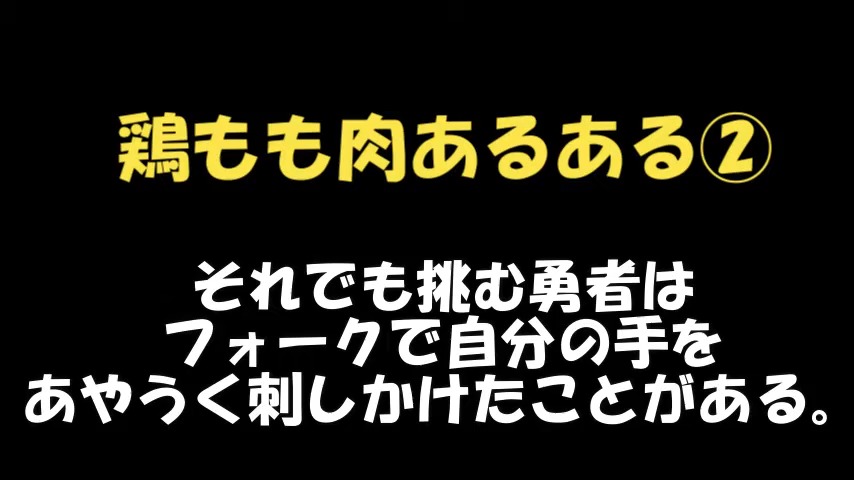 鶏もも肉あるある②
それでも挑む勇者は
フォークで自分の手を
あやうく刺しかけたことがある。